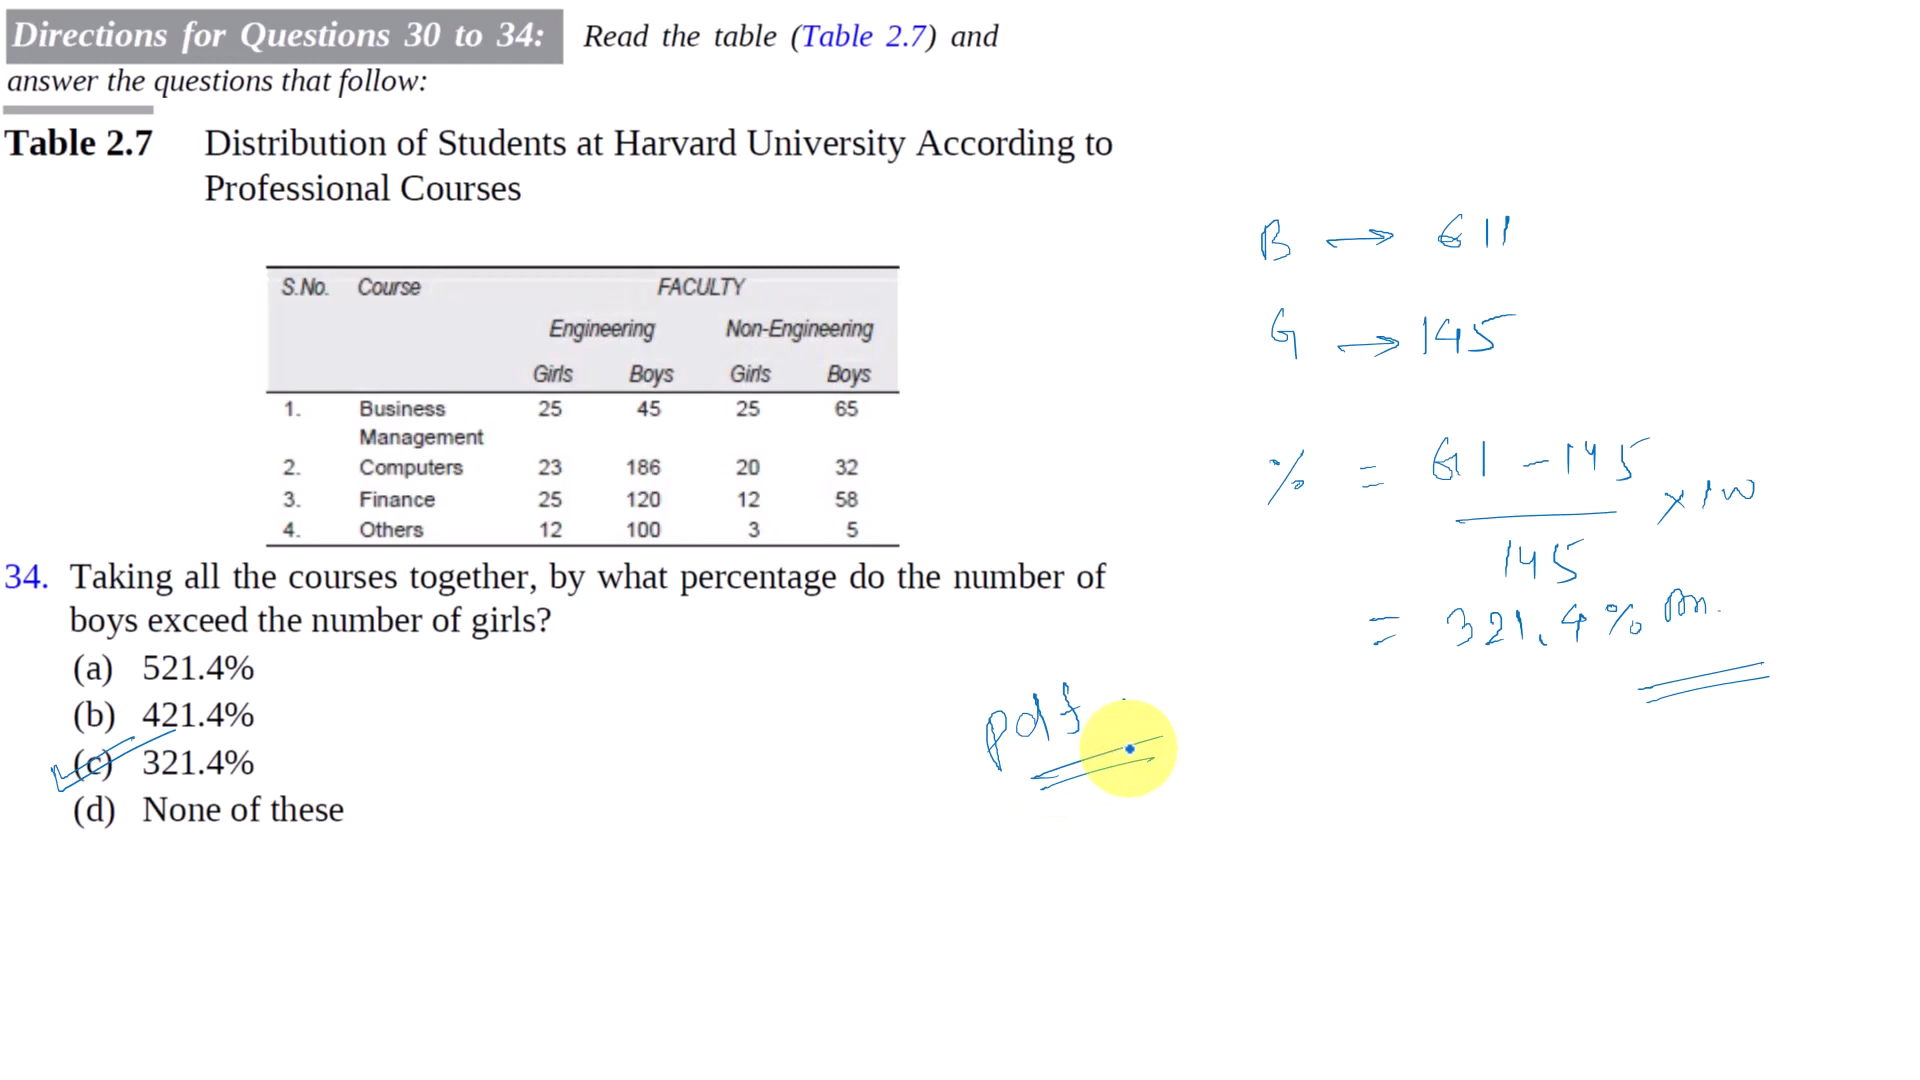 Directions for Questions 30 to 34: Read the table (Table 2.7) and
answer the questions that follow:
Table 2.7 Distribution of Students at Harvard University According to
Professional Courses
S.No. Course FACULTY
Engineering Non-Engineering
Girls Boys Girls Boys
1. Business 25 45 25 65
Management
2. Computers 23 186 20 32
3. Finance 25 120 12 58
4. Others 12 100 3 5
34. Taking all the courses together, by what percentage do the number of
boys exceed the number of girls?
(a) 521.4%
(b) 421.4%
(c) 321.4%
(d) None of these
B → 611
G → 145
% = 611 - 145
x 100
145
= 321.4% An.
pdf